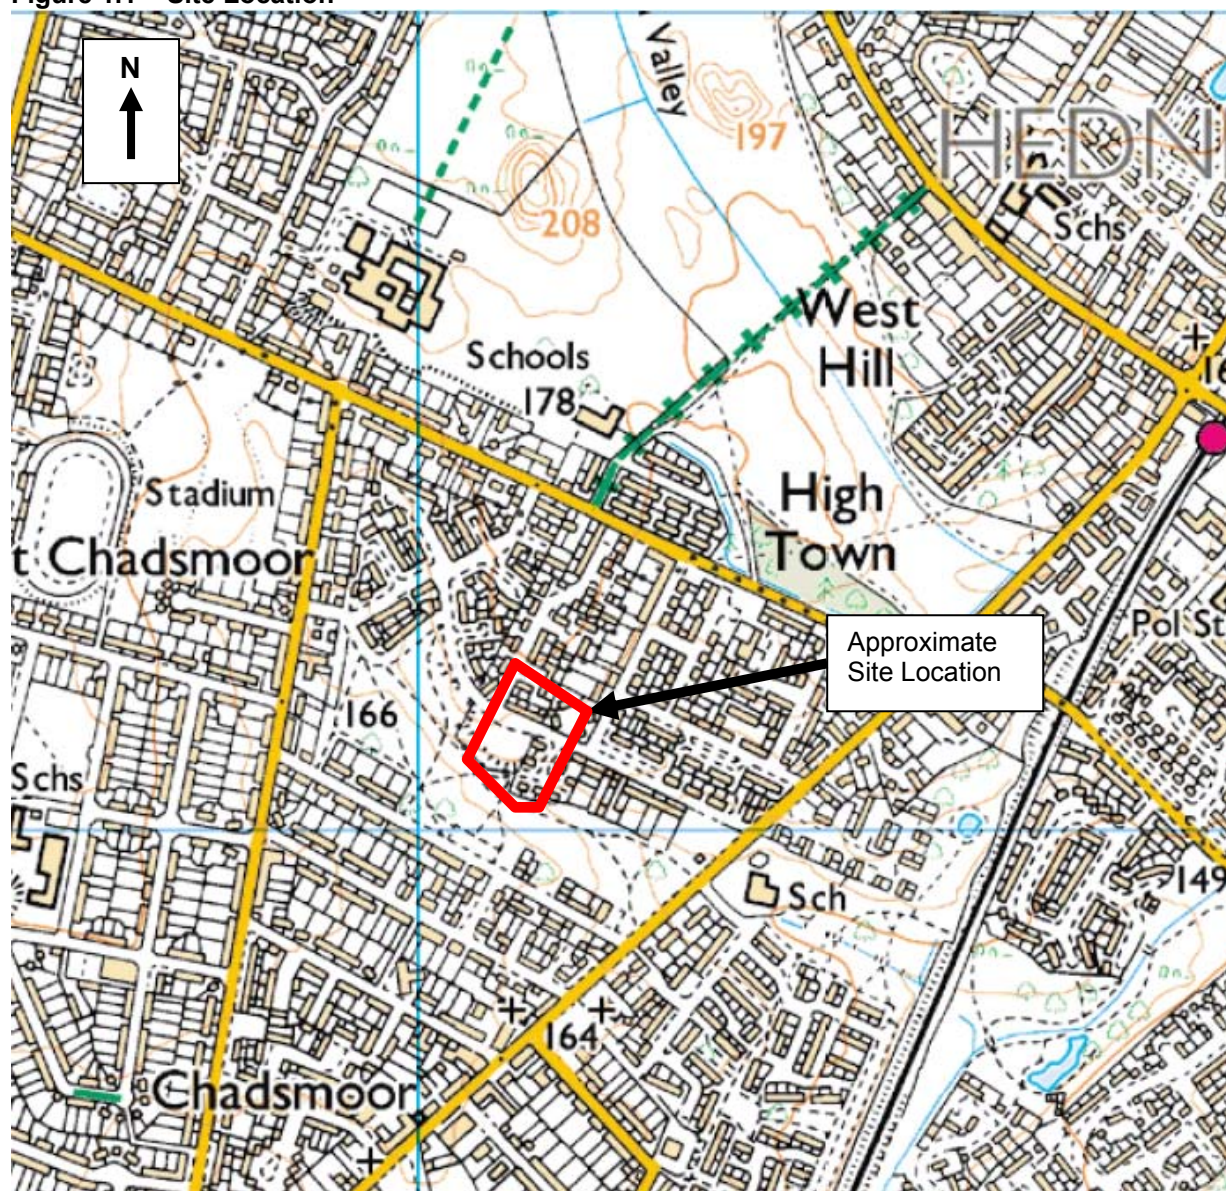 N
Valley
197
HEDN
208
Schs
West
Hill
Schools
178
Stadium
High
Town
t Chadsmoor
Pol St
Approximate
Site Location
166
Schs
149
Sch
164
Chadsmoor